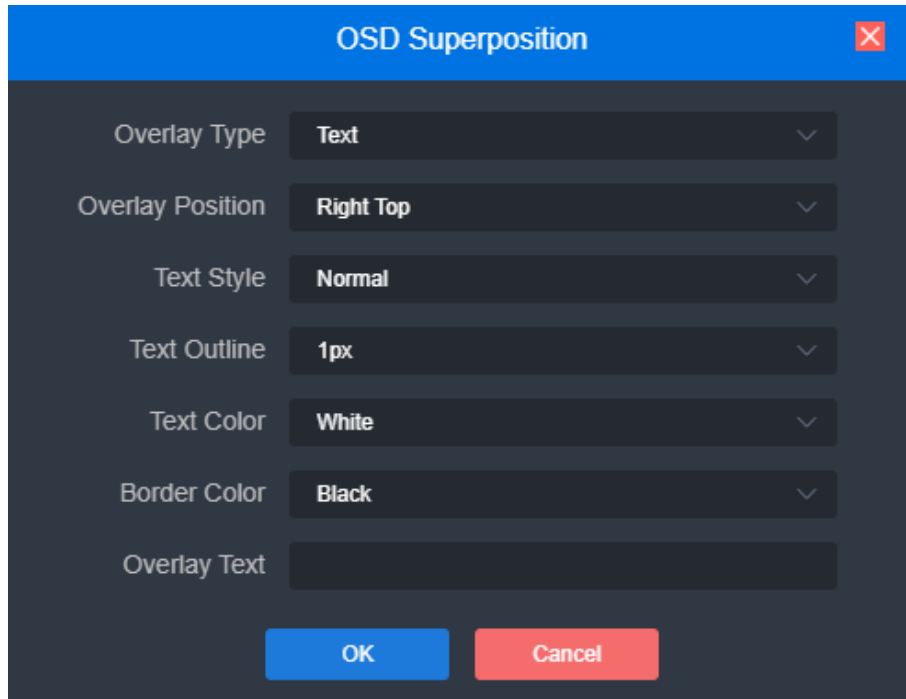 OSD Superposition
Overlay Type Text
Overlay Position Right Top
Text Style Normal
Text Outline 1px
Text Color White
Border Color Black
Overlay Text
OK Cancel